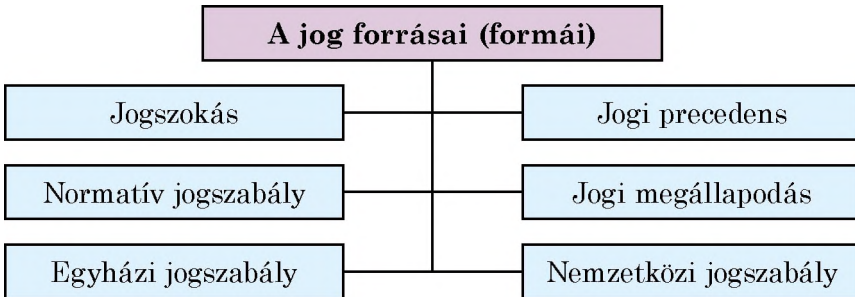 A jog forrásai (formái)
Jogszokás
Jogi precedens
Normatív jogszabály
Jogi megállapodás
Egyházi jogszabály
Nemzetközi jogszabály